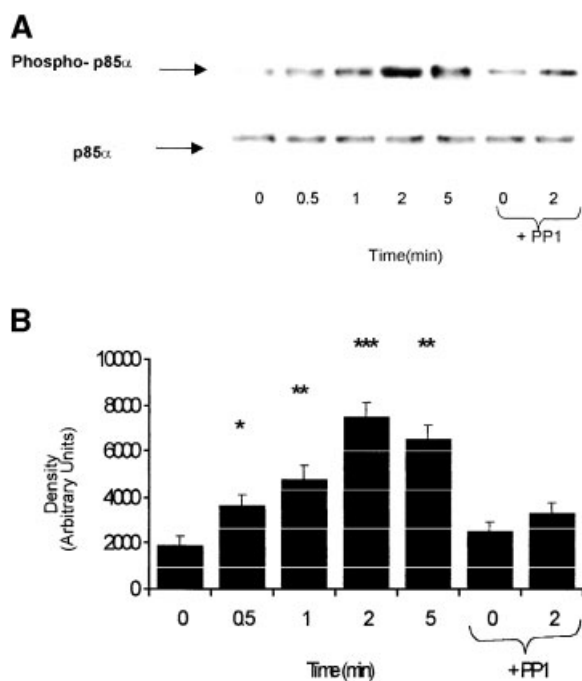 A
Phospho- p85α
p85α
0 0.5 1 2 5 0 2
+ PP1
Time(min)
B
10000
8000
6000
4000
2000
0
Density
(Arbitrary Units)
* ** *** **
0 0.5 1 2 5 0 2
Time(min) +PP1